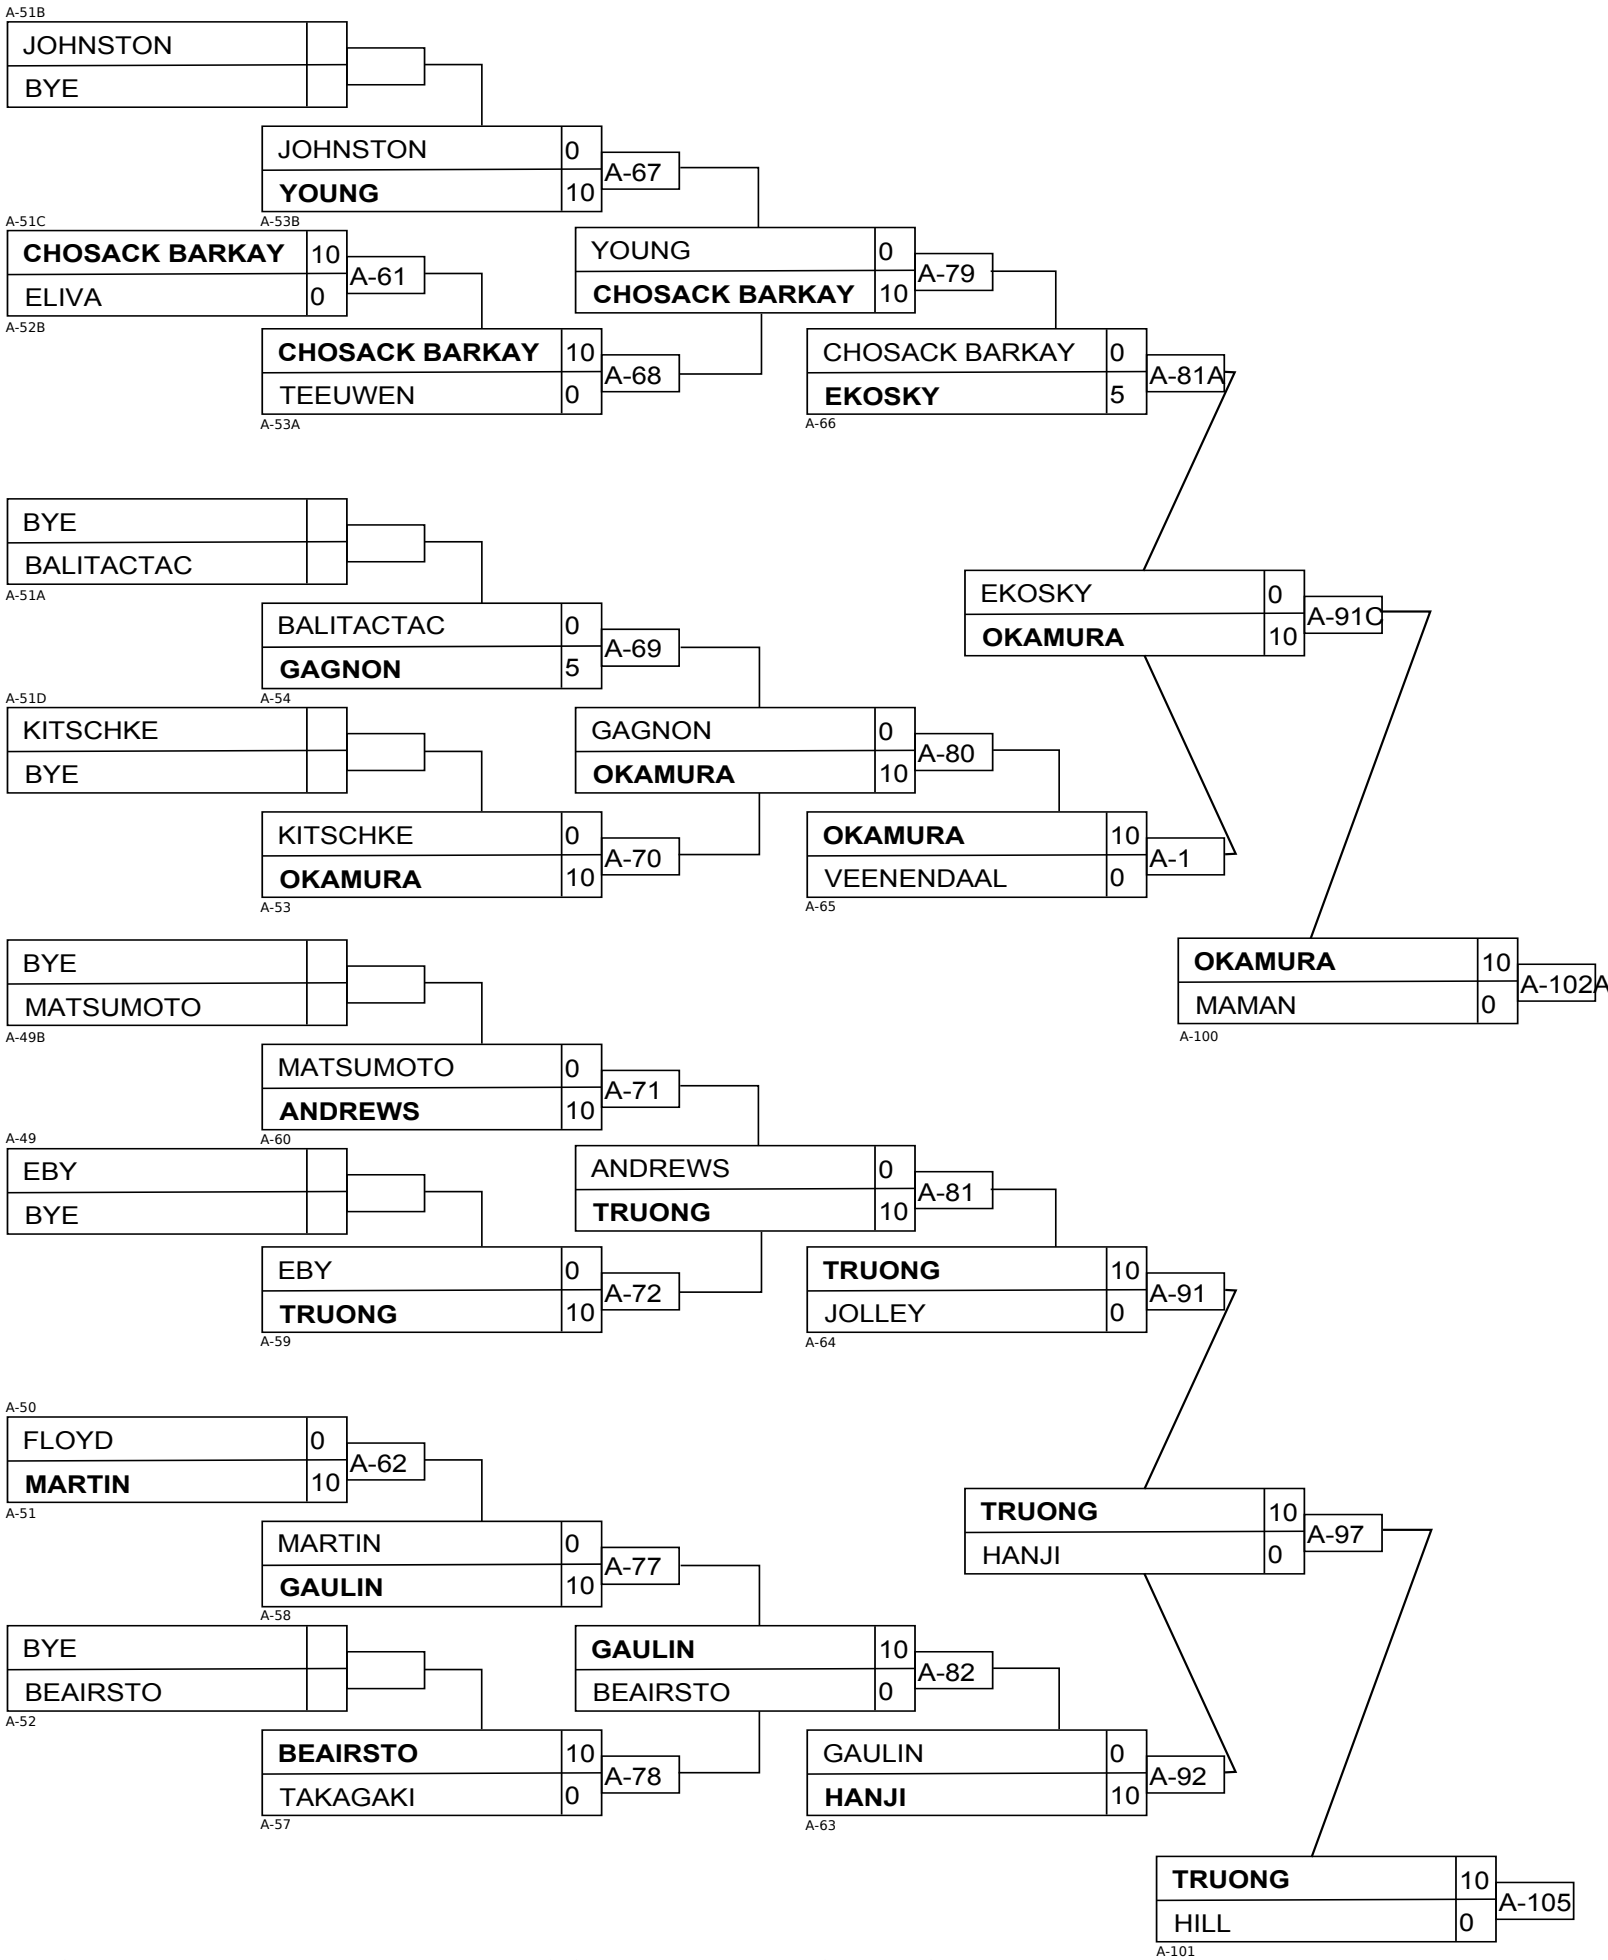 A-51B
JOHNSTON
BYE
JOHNSTON 0
A-67
YOUNG 10
A-51C
A-53B
CHOSACK BARKAY 10
A-61
ELIVA 0
A-52B
YOUNG 0
A-79
CHOSACK BARKAY 10
CHOSACK BARKAY 10
A-68
TEEUWEN 0
A-53A
CHOSACK BARKAY 0
A-81A
EKOSKY 5
A-66
BYE
BALITACTAC
A-51A
EKOSKY 0
A-91C
OKAMURA 10
BALITACTAC 0
A-69
GAGNON 5
A-51D
A-54
KITSCHKE
BYE
GAGNON 0
A-80
OKAMURA 10
KITSCHKE 0
A-70
OKAMURA 10
A-53
OKAMURA 10
A-1
VEENENDAAL 0
A-65
BYE
MATSUMOTO
A-49B
OKAMURA 10
A-102A
MAMAN 0
A-100
MATSUMOTO 0
A-71
ANDREWS 10
A-49
A-60
EBY
BYE
ANDREWS 0
A-81
TRUONG 10
EBY 0
A-72
TRUONG 10
A-59
TRUONG 10
A-91
JOLLEY 0
A-64
A-50
FLOYD 0
A-62
MARTIN 10
A-51
TRUONG 10
A-97
HANJI 0
MARTIN 0
A-77
GAULIN 10
A-58
BYE
BEAIRSTO
A-52
GAULIN 10
A-82
BEAIRSTO 0
BEAIRSTO 10
A-78
TAKAGAKI 0
A-57
GAULIN 0
A-92
HANJI 10
A-63
TRUONG 10
A-105
HILL 0
A-101